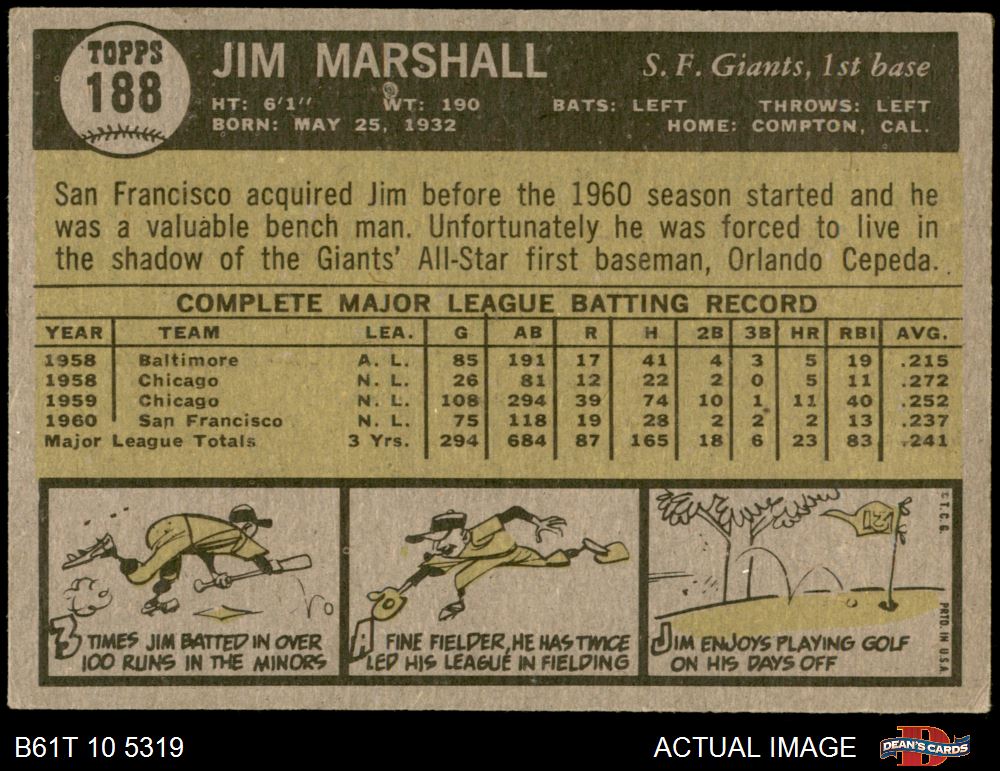 TOPPS
188
JIM MARSHALL
S. F. Giants, 1st base
HT: 6'1" WT: 190 BATS: LEFT THROWS: LEFT
BORN: MAY 25, 1932 HOME: COMPTON, CAL.
San Francisco acquired Jim before the 1960 season started and he
was a valuable bench man. Unfortunately he was forced to live in
the shadow of the Giants' All-Star first baseman, Orlando Cepeda.
COMPLETE MAJOR LEAGUE BATTING RECORD
YEAR TEAM LEA. G AB R H 2B 3B HR RBI AVG.
1958 Baltimore A. L. 85 191 17 41 4 3 5 19 .215
1958 Chicago N. L. 26 81 12 22 2 0 5 11 .272
1959 Chicago N. L. 108 294 39 74 10 1 11 40 .252
1960 San Francisco N. L. 75 118 19 28 2 2 2 13 .237
Major League Totals 3 Yrs. 294 684 87 165 18 6 23 83 .241
3 TIMES JIM BATTED IN OVER
100 RUNS IN THE MINORS
A FINE FIELDER, HE HAS TWICE
LED HIS LEAGUE IN FIELDING
13
JIM ENJOYS PLAYING GOLF
ON HIS DAYS OFF
© T. C. G.
PRTD IN U.S.A.
B61T 10 5319
ACTUAL IMAGE
DEAN'S CARDS